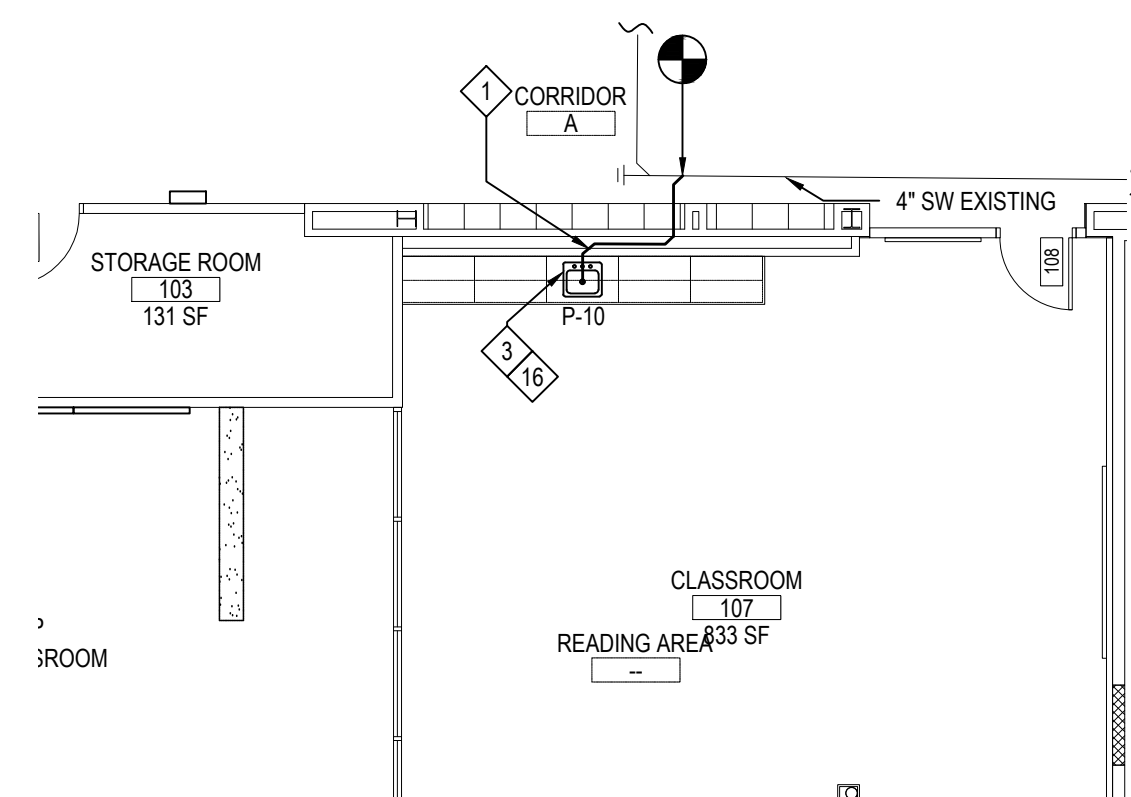 1
CORRIDOR
A
4" SW EXISTING
STORAGE ROOM
103
131 SF
108
P-10
3
16
CLASSROOM
107
833 SF
READING AREA
--
SROOM